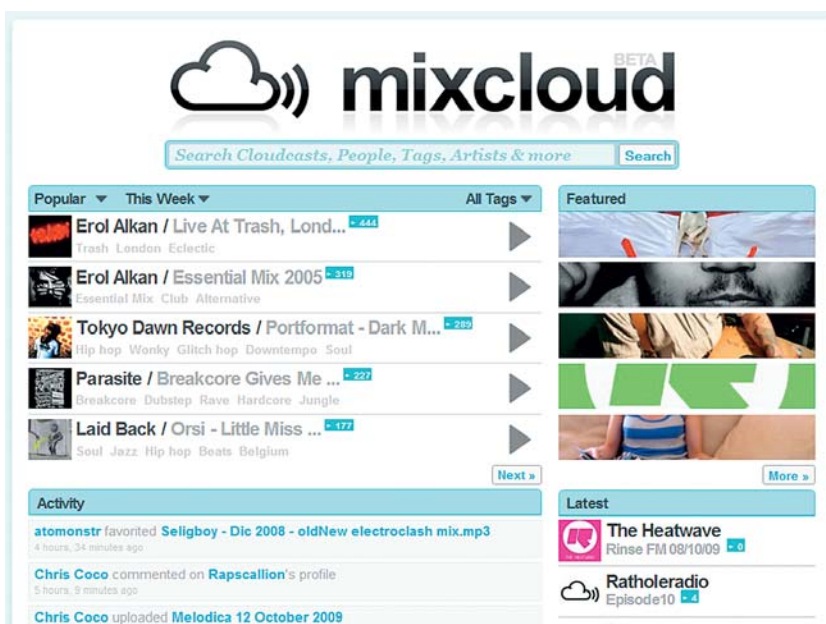 mixcloud BETA
Search Cloudcasts, People, Tags, Artists & more Search
Popular This Week All Tags
Erol Alkan / Live At Trash, Lond... 444
Trash London Eclectic
Erol Alkan / Essential Mix 2005 319
Essential Mix Club Alternative
Tokyo Dawn Records / Portformat - Dark M... 289
Hip hop Wonky Glitch hop Downtempo Soul
Parasite / Breakcore Gives Me ... 227
Breakcore Dubstep Rave Hardcore Jungle
Laid Back / Orsi - Little Miss ... 177
Soul Jazz Hip hop Beats Belgium
Next »
Featured
More »
Activity
atomonstr favorited Seligboy - Dic 2008 - oldNew electroclash mix.mp3
4 hours, 34 minutes ago
Chris Coco commented on Rapscallion's profile
5 hours, 9 minutes ago
Chris Coco uploaded Melodica 12 October 2009
Latest
The Heatwave
Rinse FM 08/10/09 0
Ratholeradio
Episode10 4